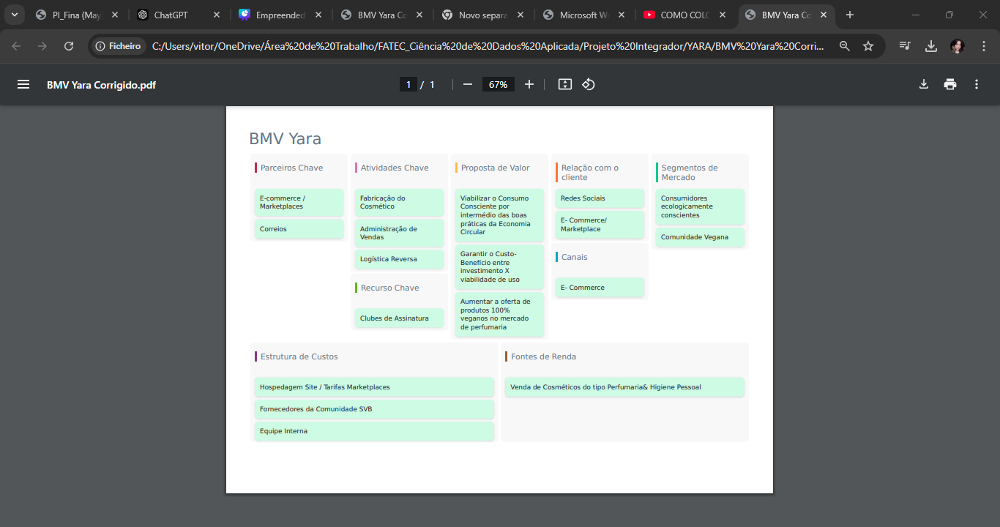 PI_Fina (May
ChatGPT
Empreended
BMV Yara Co
Novo separa
Microsoft W
COMO COLO
BMV Yara Co
Ficheiro
C:/Users/vitor/OneDrive/Área%20de%20Trabalho/FATEC_Ciência%20de%20Dados%20Aplicada/Projeto%20Integrador/YARA/BMV%20Yara%20Corri...
BMV Yara Corrigido.pdf
1 / 1
67%
BMV Yara
Parceiros Chave
E-commerce /
Marketplaces
Correios
Atividades Chave
Fabricação do
Cosmético
Administração de
Vendas
Logística Reversa
Recurso Chave
Clubes de Assinatura
Proposta de Valor
Viabilizar o Consumo
Consciente por
intermédio das boas
práticas da Economia
Circular
Garantir o Custo-
Benefício entre
investimento X
viabilidade de uso
Aumentar a oferta de
produtos 100%
veganos no mercado
de perfumaria
Relação com o
cliente
Redes Sociais
E- Commerce/
Marketplace
Canais
E- Commerce
Segmentos de
Mercado
Consumidores
ecologicamente
conscientes
Comunidade Vegana
Estrutura de Custos
Hospedagem Site / Tarifas Marketplaces
Fornecedores da Comunidade SVB
Equipe Interna
Fontes de Renda
Venda de Cosméticos do tipo Perfumaria& Higiene Pessoal